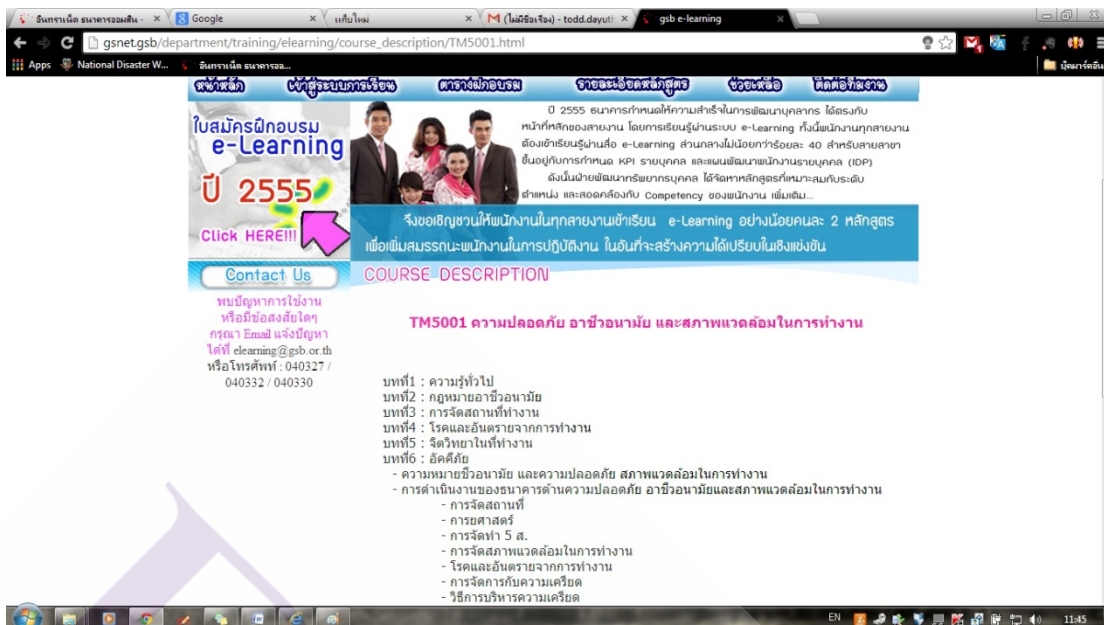 อินทราเน็ต ธนาคารออมสิน -
Google
แท็บใหม่
(ไม่มีชื่อเรื่อง) - todd.dayuth
gsb e-learning
gsnet.gsb/department/training/elearning/course_description/TM5001.html
Apps
National Disaster W...
อินทราเน็ต ธนาคารออ...
บุ๊คมาร์คอื่น
หน้าหลัก
เข้าสู่ระบบการเรียน
ตารางฝึกอบรม
รายละเอียดหลักสูตร
ช่วยเหลือ
ติดต่อทีมงาน
ใบสมัครฝึกอบรม
e-Learning
ปี 2555
Click HERE!!!
ปี 2555 ธนาคารกำหนดให้ความสำเร็จในการพัฒนาบุคลากร ได้ตรงกับ
หน้าที่หลักของสายงาน โดยการเรียนรู้ผ่านระบบ e-Learning ทั้งนี้พนักงานทุกสายงาน
ต้องเข้าเรียนรู้ผ่านสื่อ e-Learning ส่วนกลางไม่น้อยกว่าร้อยละ 40 สำหรับสายสาขา
ขึ้นอยู่กับการกำหนด KPI รายบุคคล และแผนพัฒนาพนักงานรายบุคคล (IDP)
ดังนั้นฝ่ายพัฒนาทรัพยากรบุคคล ได้จัดหาหลักสูตรที่เหมาะสมกับระดับ
ตำแหน่ง และสอดคล้องกับ Competency ของพนักงาน เพิ่มเติม...
จึงขอเชิญชวนให้พนักงานในทุกสายงานเข้าเรียน e-Learning อย่างน้อยคนละ 2 หลักสูตร
เพื่อเพิ่มสมรรถนะพนักงานในการปฏิบัติงาน ในอันที่จะสร้างความได้เปรียบในเชิงแข่งขัน
Contact Us
พบปัญหาการใช้งาน
หรือมีข้อสงสัยใดๆ
กรุณา Email แจ้งปัญหา
ได้ที่ elearning@gsb.or.th
หรือโทรศัพท์ : 040327 /
040332 / 040330
COURSE DESCRIPTION
TM5001 ความปลอดภัย อาชีวอนามัย และสภาพแวดล้อมในการทำงาน
บทที่1 : ความรู้ทั่วไป
บทที่2 : กฎหมายอาชีวอนามัย
บทที่3 : การจัดสถานที่ทำงาน
บทที่4 : โรคและอันตรายจากการทำงาน
บทที่5 : จิตวิทยาในที่ทำงาน
บทที่6 : อัคคีภัย
- ความหมายชีวอนามัย และความปลอดภัย สภาพแวดล้อมในการทำงาน
- การดำเนินงานของธนาคารด้านความปลอดภัย อาชีวอนามัยและสภาพแวดล้อมในการทำงาน
- การจัดสถานที่
- การยศาสตร์
- การจัดทำ 5 ส.
- การจัดสภาพแวดล้อมในการทำงาน
- โรคและอันตรายจากการทำงาน
- การจัดการกับความเครียด
- วิธีการบริหารความเครียด
EN
11:45